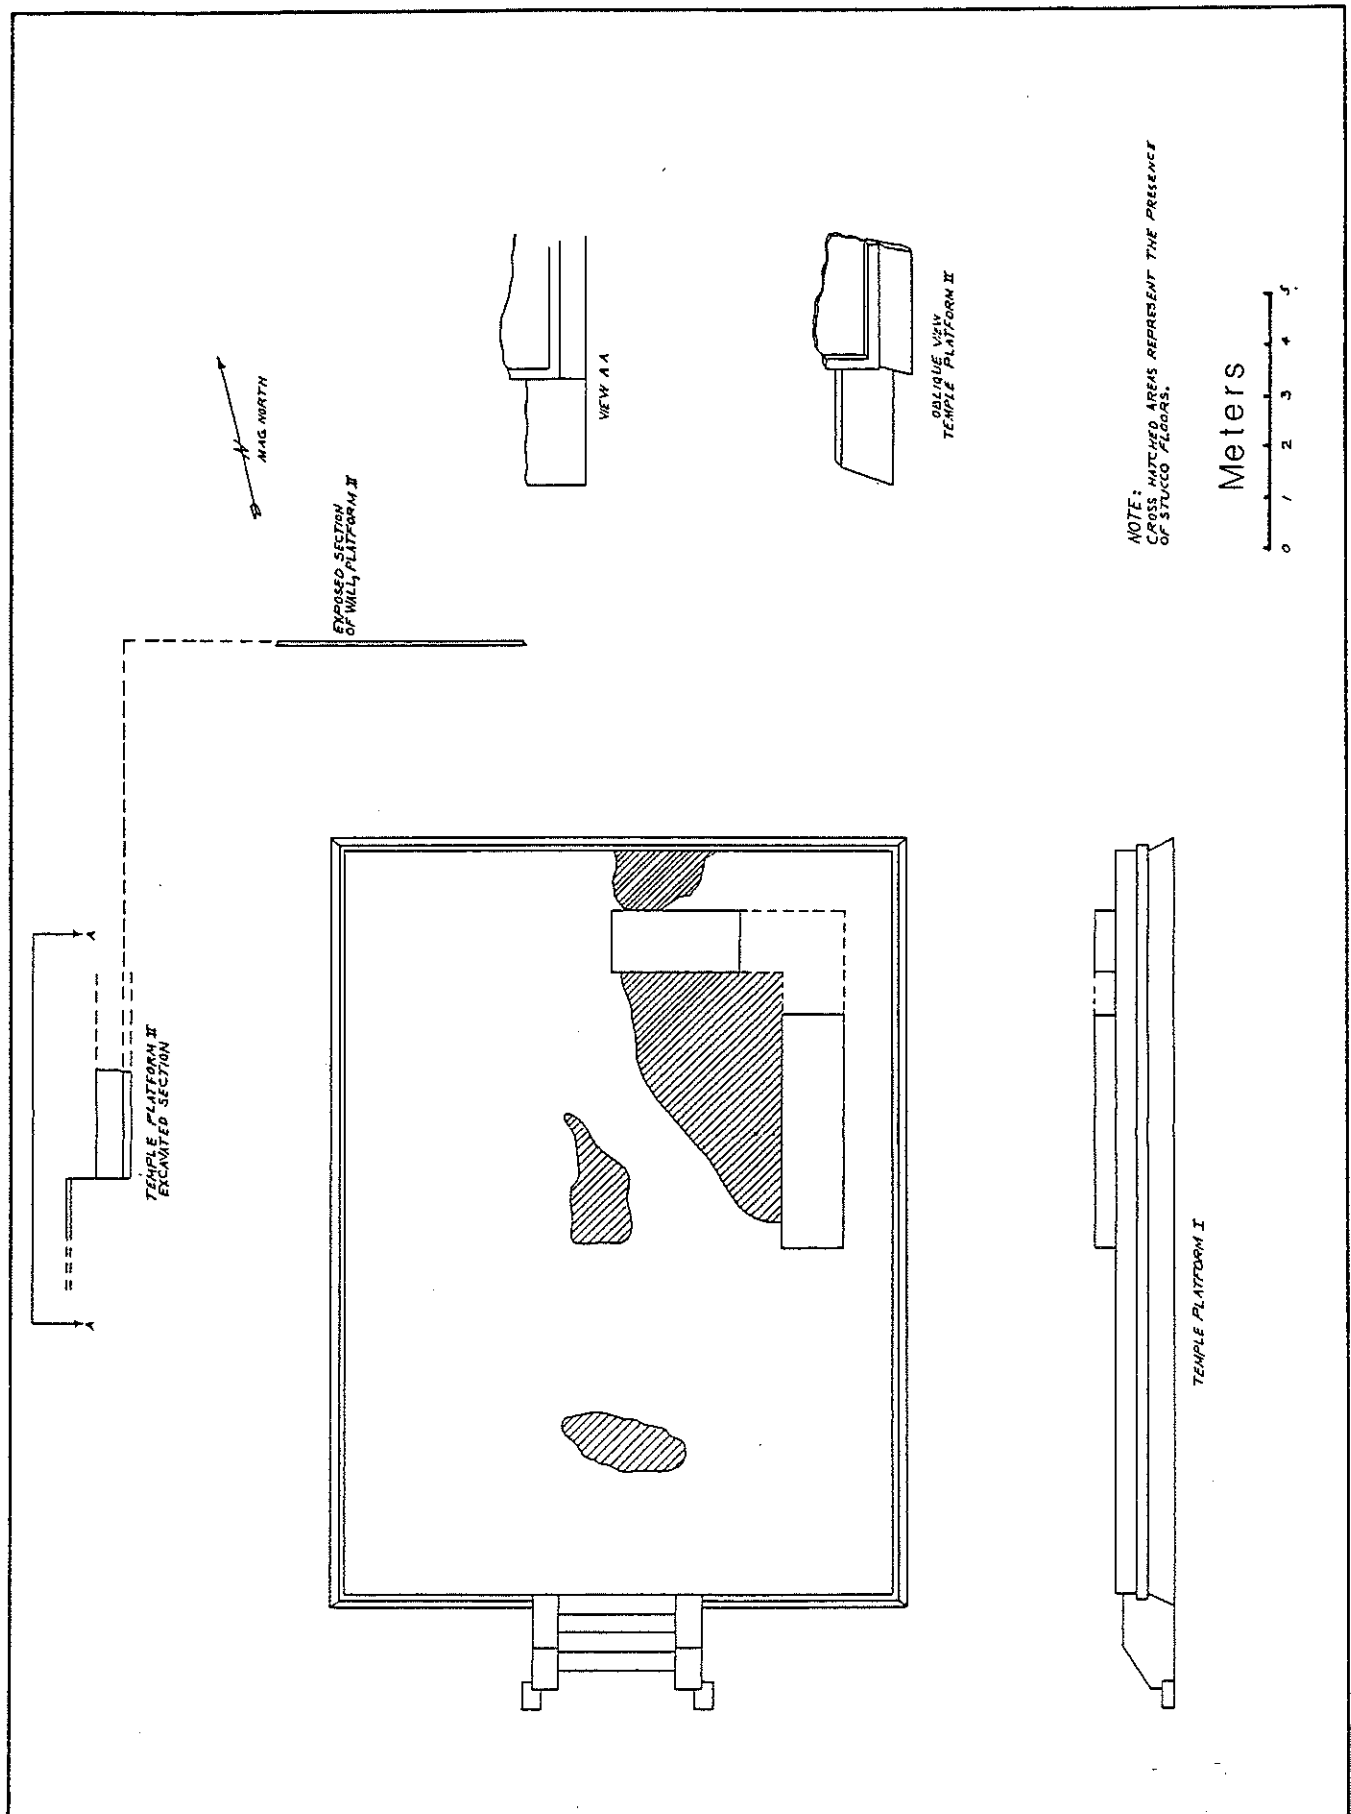 A
A
TEMPLE PLATFORM II
EXCAVATED SECTION
EXPOSED SECTION
OF WALL, PLATFORM II
N
MAG. NORTH
VIEW AA
OBLIQUE VIEW
TEMPLE PLATFORM II
TEMPLE PLATFORM I
NOTE:
CROSS HATCHED AREAS REPRESENT THE PRESENCE
OF STUCCO FLOORS.
Meters
0 1 2 3 4 5